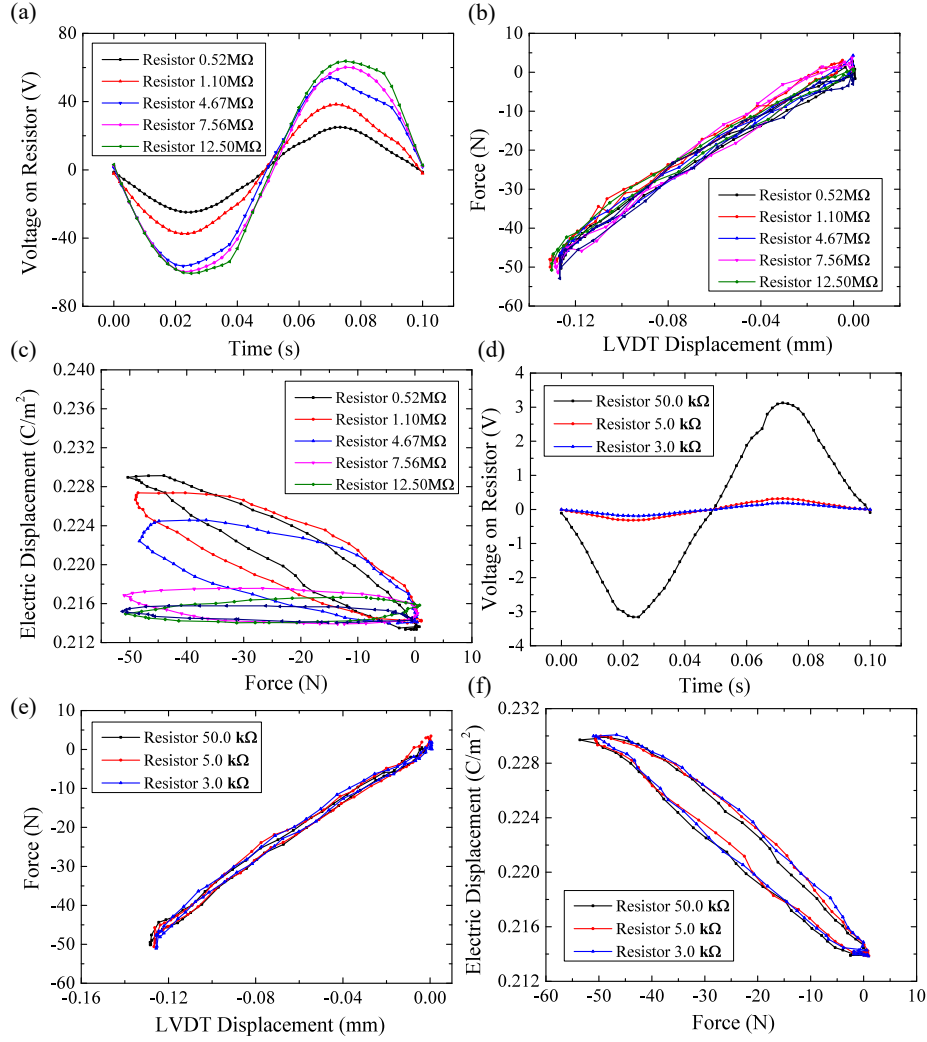 (a)
80
40
0
-40
-80
Voltage on Resistor (V)
Resistor 0.52MΩ
Resistor 1.10MΩ
Resistor 4.67MΩ
Resistor 7.56MΩ
Resistor 12.50MΩ
0.00 0.02 0.04 0.06 0.08 0.10
Time (s)
(b)
10
0
-10
-20
-30
-40
-50
-60
Force (N)
Resistor 0.52MΩ
Resistor 1.10MΩ
Resistor 4.67MΩ
Resistor 7.56MΩ
Resistor 12.50MΩ
-0.12 -0.08 -0.04 0.00
LVDT Displacement (mm)
(c)
0.240
0.236
0.232
0.228
0.224
0.220
0.216
0.212
Electric Displacement (C/m²)
Resistor 0.52MΩ
Resistor 1.10MΩ
Resistor 4.67MΩ
Resistor 7.56MΩ
Resistor 12.50MΩ
-50 -40 -30 -20 -10 0 10
Force (N)
(d)
4
3
2
1
0
-1
-2
-3
-4
Voltage on Resistor (V)
Resistor 50.0 kΩ
Resistor 5.0 kΩ
Resistor 3.0 kΩ
0.00 0.02 0.04 0.06 0.08 0.10
Time (s)
(e)
10
0
-10
-20
-30
-40
-50
-60
Force (N)
Resistor 50.0 kΩ
Resistor 5.0 kΩ
Resistor 3.0 kΩ
-0.16 -0.12 -0.08 -0.04 0.00
LVDT Displacement (mm)
(f)
0.232
0.228
0.224
0.220
0.216
0.212
Electric Displacement (C/m²)
Resistor 50.0 kΩ
Resistor 5.0 kΩ
Resistor 3.0 kΩ
-60 -50 -40 -30 -20 -10 0 10
Force (N)